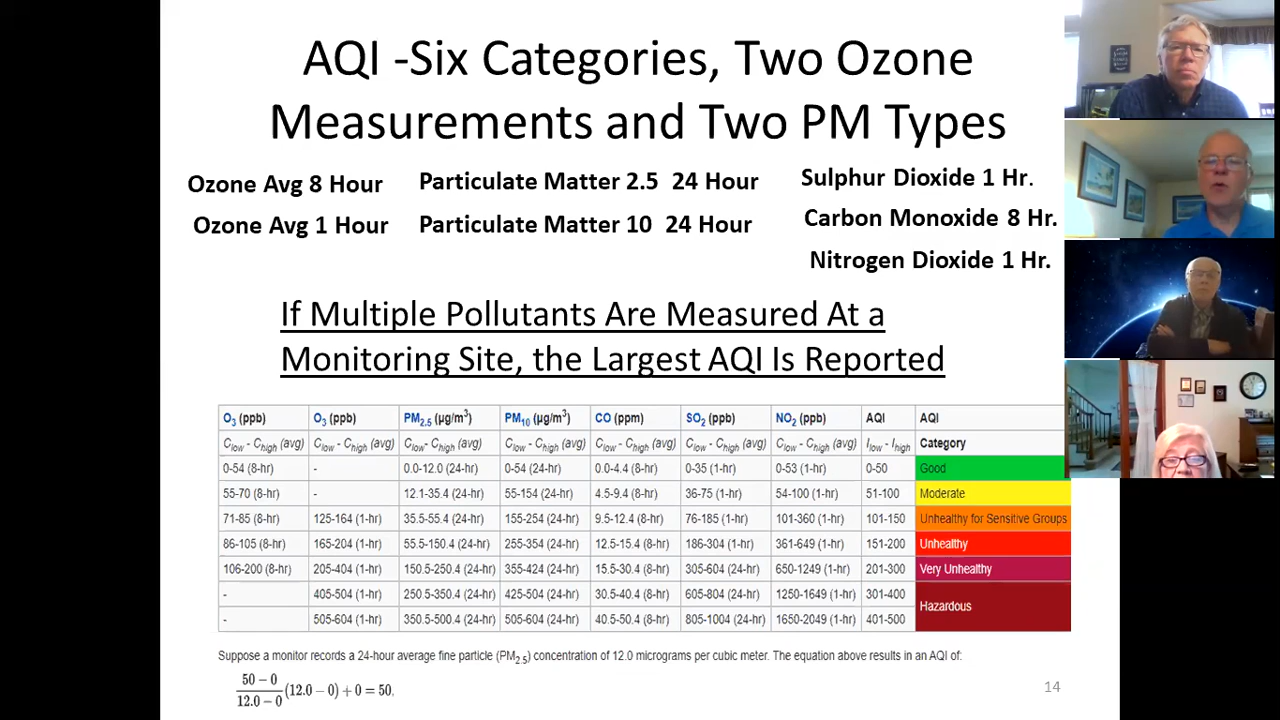 AQI -Six Categories, Two Ozone
Measurements and Two PM Types
Ozone Avg 8 Hour
Particulate Matter 2.5 24 Hour
Sulphur Dioxide 1 Hr.
Ozone Avg 1 Hour
Particulate Matter 10 24 Hour
Carbon Monoxide 8 Hr.
Nitrogen Dioxide 1 Hr.
If Multiple Pollutants Are Measured At a
Monitoring Site, the Largest AQI Is Reported
O3 (ppb) O3 (ppb) PM2.5 (µg/m³) PM10 (µg/m³) CO (ppm) SO2 (ppb) NO2 (ppb) AQI AQI
Clow - Chigh (avg) Clow - Chigh (avg) Clow- Chigh (avg) Clow - Chigh (avg) Clow - Chigh (avg) Clow - Chigh (avg) Clow - Chigh (avg) Ilow - Ihigh Category
0-54 (8-hr) - 0.0-12.0 (24-hr) 0-54 (24-hr) 0.0-4.4 (8-hr) 0-35 (1-hr) 0-53 (1-hr) 0-50 Good
55-70 (8-hr) - 12.1-35.4 (24-hr) 55-154 (24-hr) 4.5-9.4 (8-hr) 36-75 (1-hr) 54-100 (1-hr) 51-100 Moderate
71-85 (8-hr) 125-164 (1-hr) 35.5-55.4 (24-hr) 155-254 (24-hr) 9.5-12.4 (8-hr) 76-185 (1-hr) 101-360 (1-hr) 101-150 Unhealthy for Sensitive Groups
86-105 (8-hr) 165-204 (1-hr) 55.5-150.4 (24-hr) 255-354 (24-hr) 12.5-15.4 (8-hr) 186-304 (1-hr) 361-649 (1-hr) 151-200 Unhealthy
106-200 (8-hr) 205-404 (1-hr) 150.5-250.4 (24-hr) 355-424 (24-hr) 15.5-30.4 (8-hr) 305-604 (24-hr) 650-1249 (1-hr) 201-300 Very Unhealthy
- 405-504 (1-hr) 250.5-350.4 (24-hr) 425-504 (24-hr) 30.5-40.4 (8-hr) 605-804 (24-hr) 1250-1649 (1-hr) 301-400 Hazardous
- 505-604 (1-hr) 350.5-500.4 (24-hr) 505-604 (24-hr) 40.5-50.4 (8-hr) 805-1004 (24-hr) 1650-2049 (1-hr) 401-500
Suppose a monitor records a 24-hour average fine particle (PM2.5) concentration of 12.0 micrograms per cubic meter. The equation above results in an AQI of:
50 − 0
12.0 − 0
(12.0 − 0) + 0 = 50,
14